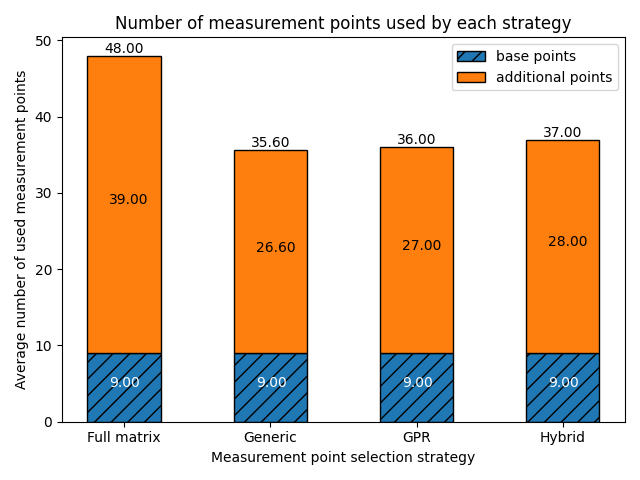 Number of measurement points used by each strategy
Average number of used measurement points
50
40
30
20
10
0
base points
additional points
48.00
35.60
36.00
37.00
39.00
26.60
27.00
28.00
9.00
9.00
9.00
9.00
Full matrix
Generic
GPR
Hybrid
Measurement point selection strategy